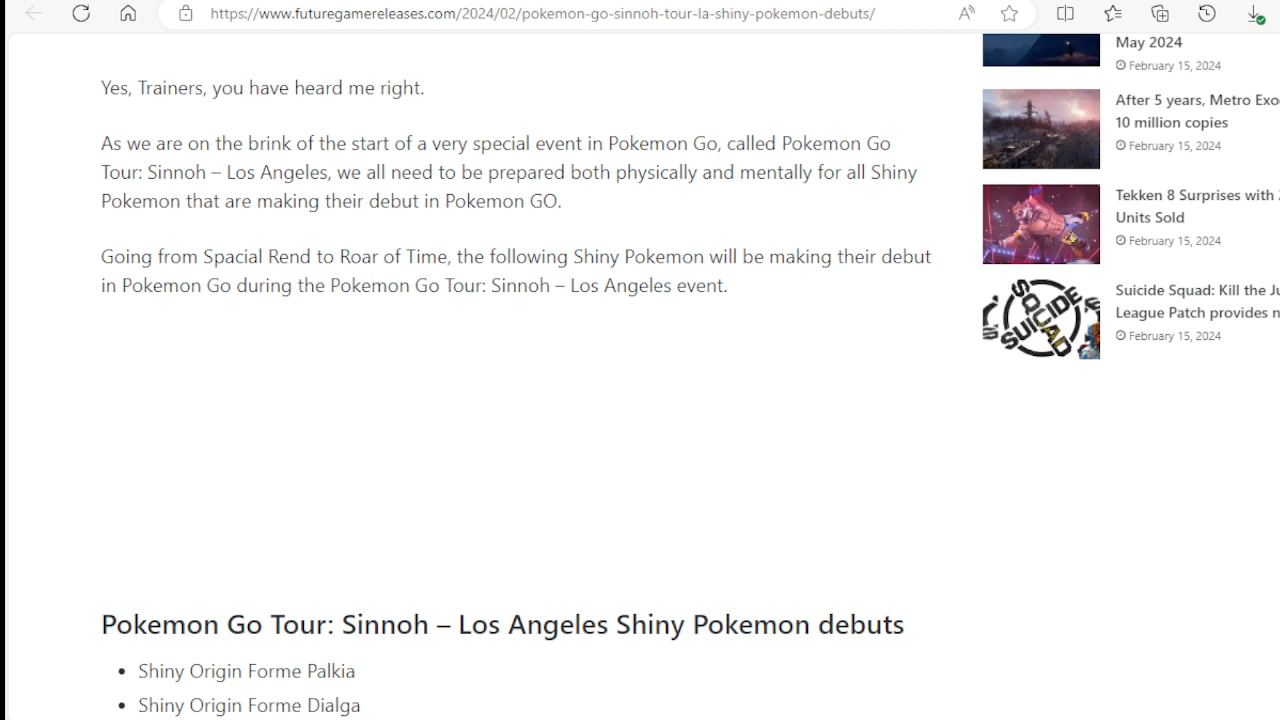 https://www.futuregamereleases.com/2024/02/pokemon-go-sinnoh-tour-la-shiny-pokemon-debuts/
Yes, Trainers, you have heard me right.
As we are on the brink of the start of a very special event in Pokemon Go, called Pokemon Go
Tour: Sinnoh – Los Angeles, we all need to be prepared both physically and mentally for all Shiny
Pokemon that are making their debut in Pokemon GO.
Going from Spacial Rend to Roar of Time, the following Shiny Pokemon will be making their debut
in Pokemon Go during the Pokemon Go Tour: Sinnoh – Los Angeles event.
Pokemon Go Tour: Sinnoh – Los Angeles Shiny Pokemon debuts
• Shiny Origin Forme Palkia
• Shiny Origin Forme Dialga
May 2024
February 15, 2024
After 5 years, Metro Exo
10 million copies
February 15, 2024
Tekken 8 Surprises with
Units Sold
February 15, 2024
SUICIDE
SQUAD
Suicide Squad: Kill the Ju
League Patch provides n
February 15, 2024